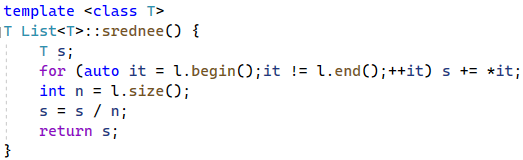 template <class T>
T List<T>::srednee() {
    T s;
    for (auto it = l.begin();it != l.end();++it) s += *it;
    int n = l.size();
    s = s / n;
    return s;
}